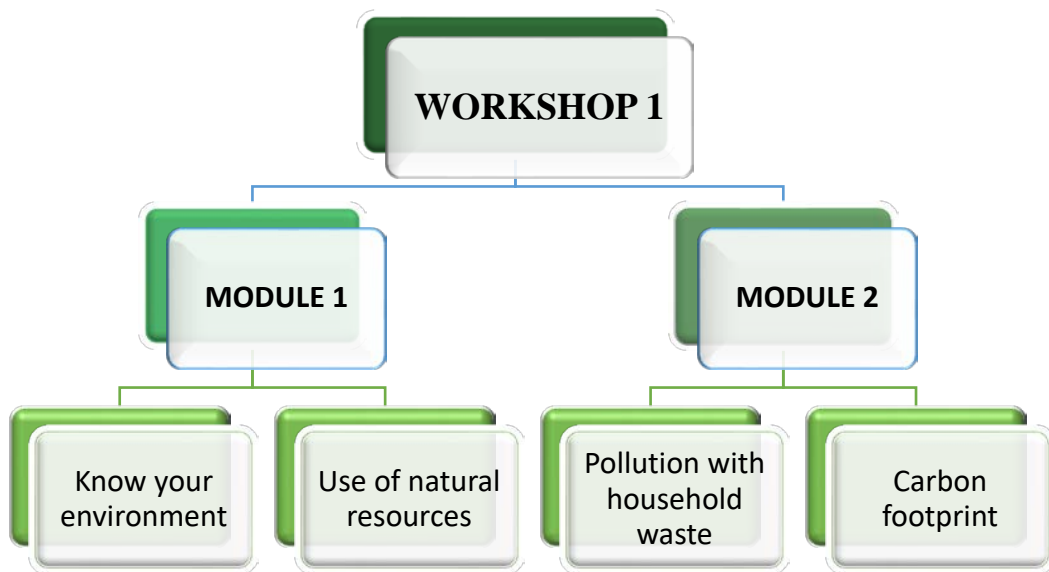 WORKSHOP 1
MODULE 1
MODULE 2
Know your
environment
Use of natural
resources
Pollution with
household
waste
Carbon
footprint